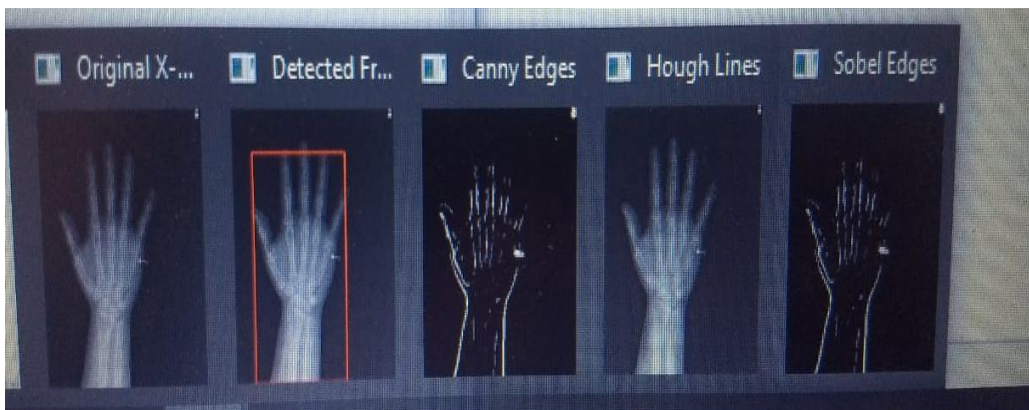 Original X-...
Detected Fr...
Canny Edges
Hough Lines
Sobel Edges